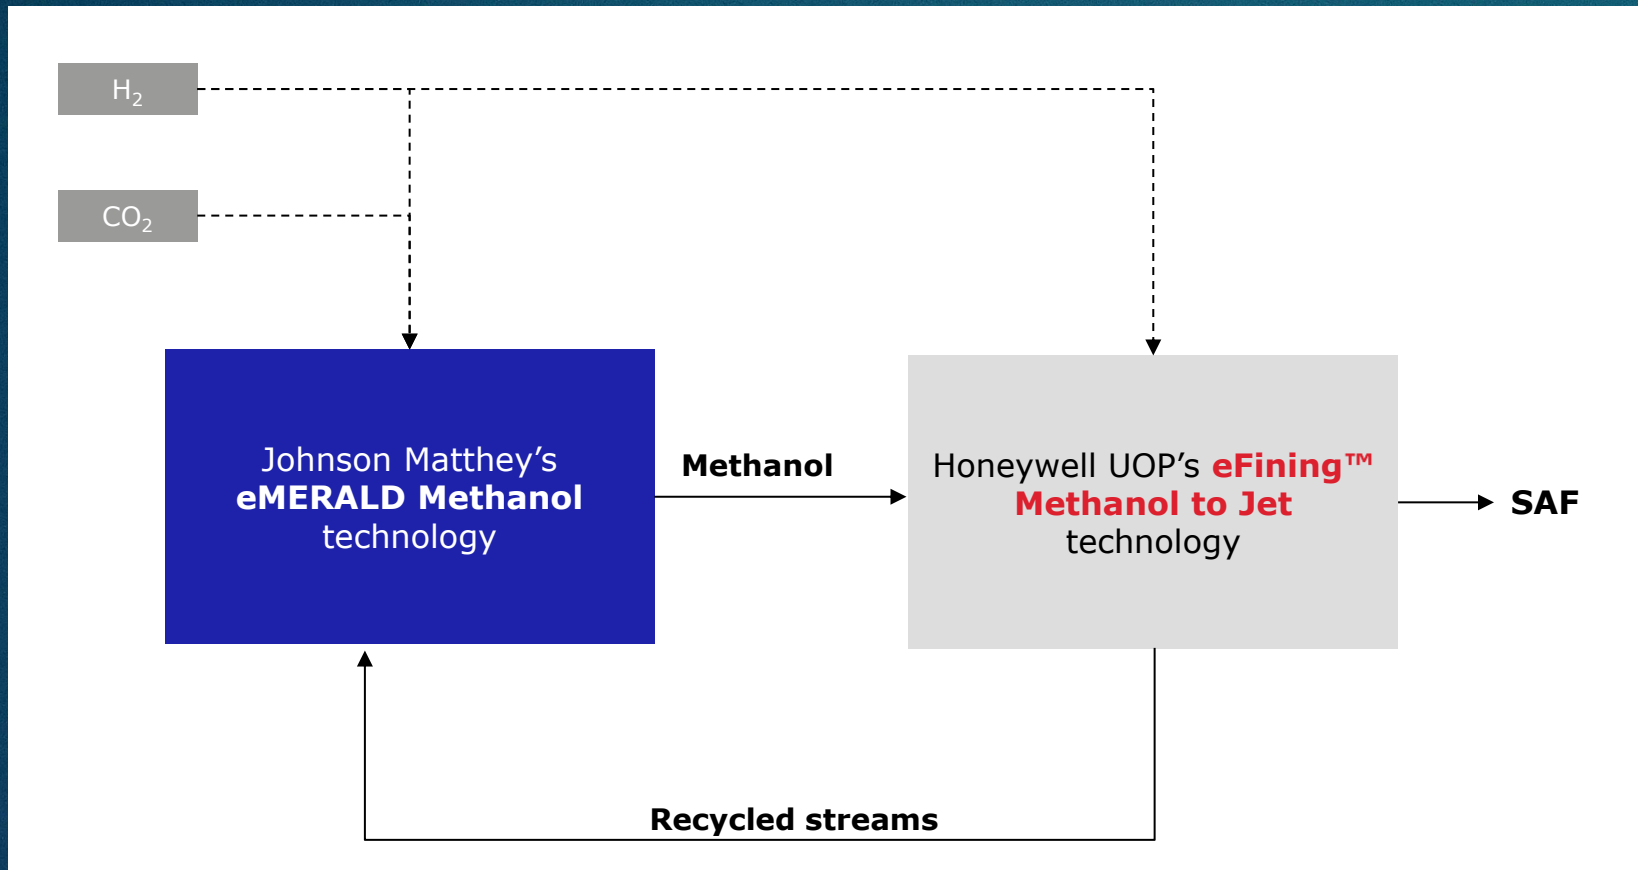 H₂
CO₂
Johnson Matthey’s
eMERALD Methanol
technology
Methanol
Honeywell UOP’s eFining™
Methanol to Jet
technology
SAF
Recycled streams